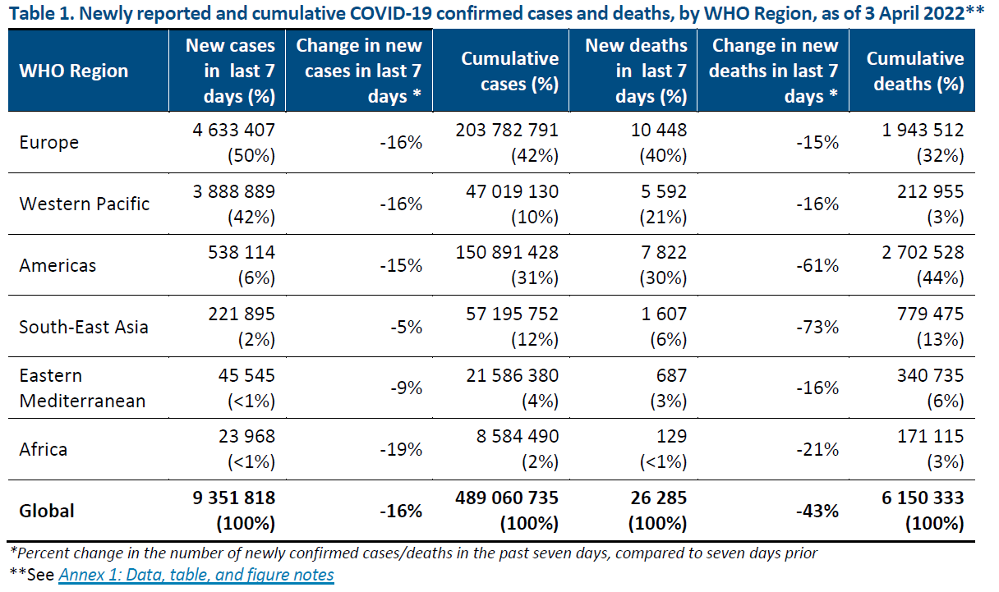 Table 1. Newly reported and cumulative COVID-19 confirmed cases and deaths, by WHO Region, as of 3 April 2022**
WHO Region
New cases
in last 7
days (%)
Change in new
cases in last 7
days *
Cumulative
cases (%)
New deaths
in last 7
days (%)
Change in new
deaths in last 7
days *
Cumulative
deaths (%)
Europe
4 633 407
(50%)
-16%
203 782 791
(42%)
10 448
(40%)
-15%
1 943 512
(32%)
Western Pacific
3 888 889
(42%)
-16%
47 019 130
(10%)
5 592
(21%)
-16%
212 955
(3%)
Americas
538 114
(6%)
-15%
150 891 428
(31%)
7 822
(30%)
-61%
2 702 528
(44%)
South-East Asia
221 895
(2%)
-5%
57 195 752
(12%)
1 607
(6%)
-73%
779 475
(13%)
Eastern
Mediterranean
45 545
(<1%)
-9%
21 586 380
(4%)
687
(3%)
-16%
340 735
(6%)
Africa
23 968
(<1%)
-19%
8 584 490
(2%)
129
(<1%)
-21%
171 115
(3%)
Global
9 351 818
(100%)
-16%
489 060 735
(100%)
26 285
(100%)
-43%
6 150 333
(100%)
*Percent change in the number of newly confirmed cases/deaths in the past seven days, compared to seven days prior
**See Annex 1: Data, table, and figure notes